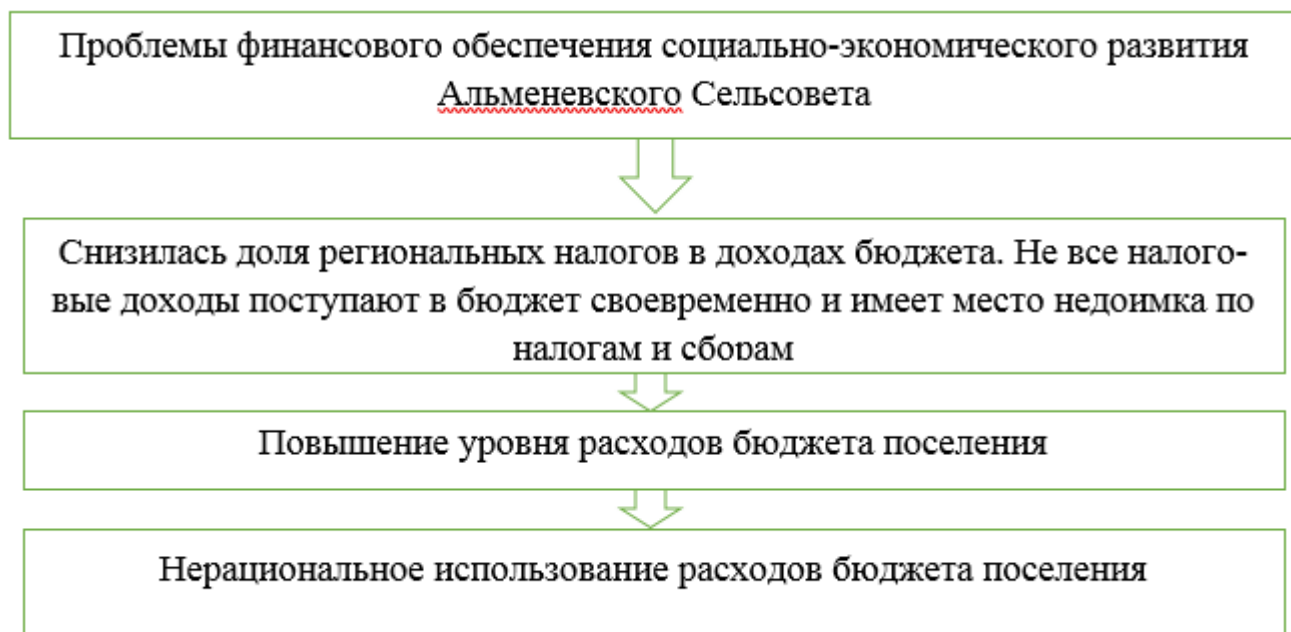 Проблемы финансового обеспечения социально-экономического развития
Альменевского Сельсовета
Снизилась доля региональных налогов в доходах бюджета. Не все налого-
вые доходы поступают в бюджет своевременно и имеет место недоимка по
налогам и сборам
Повышение уровня расходов бюджета поселения
Нерациональное использование расходов бюджета поселения